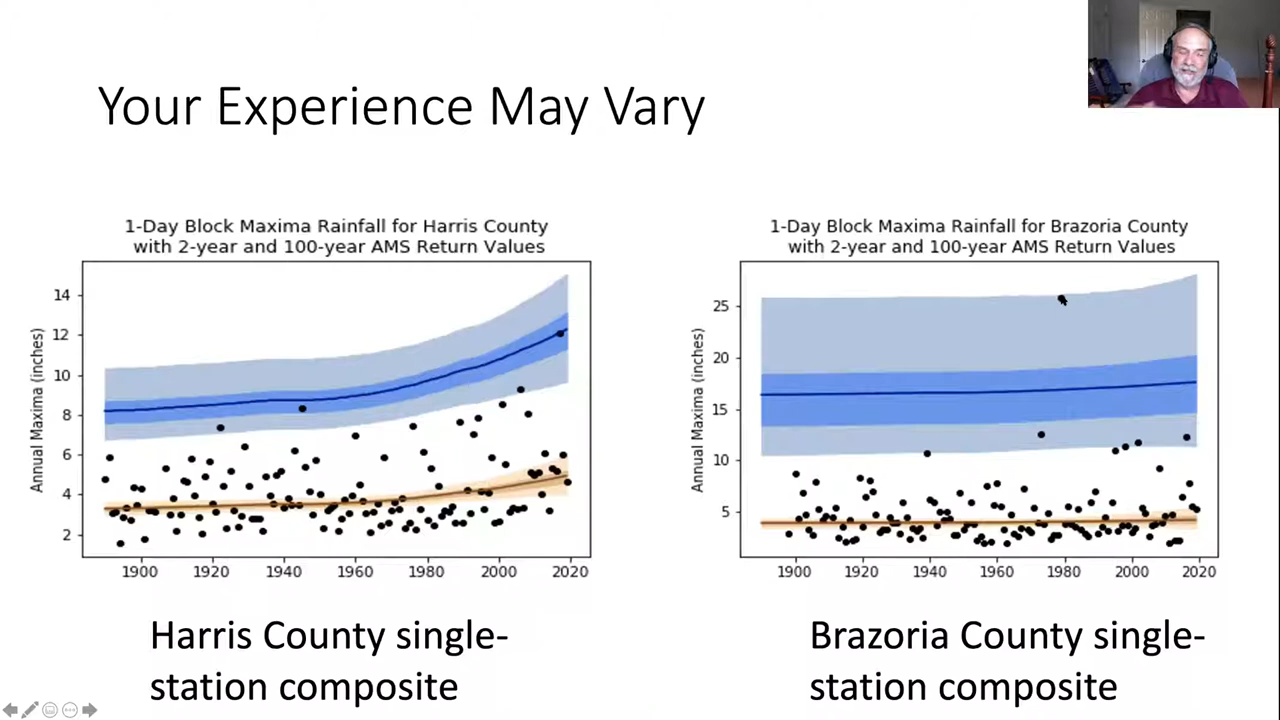 Your Experience May Vary
1-Day Block Maxima Rainfall for Harris County
with 2-year and 100-year AMS Return Values
Annual Maxima (inches)
14
12
10
8
6
4
2
1900 1920 1940 1960 1980 2000 2020
Harris County single-
station composite
1-Day Block Maxima Rainfall for Brazoria County
with 2-year and 100-year AMS Return Values
Annual Maxima (inches)
25
20
15
10
5
1900 1920 1940 1960 1980 2000 2020
Brazoria County single-
station composite